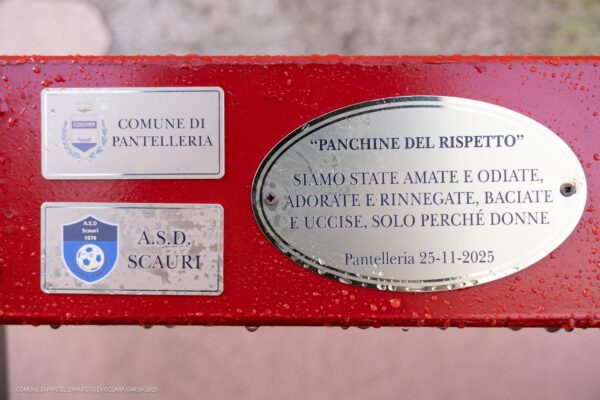 COMUNE DI
PANTELLERIA
A.S.D.
Scauri
1979
A.S.D.
SCAURI
“PANCHINE DEL RISPETTO”
SIAMO STATE AMATE E ODIATE,
ADORATE E RINNEGATE, BACIATE
E UCCISE, SOLO PERCHÉ DONNE
Pantelleria 25-11-2025
COMUNE DI PANTELLERIA FOTO DI ©CLARA GARSIA 2025